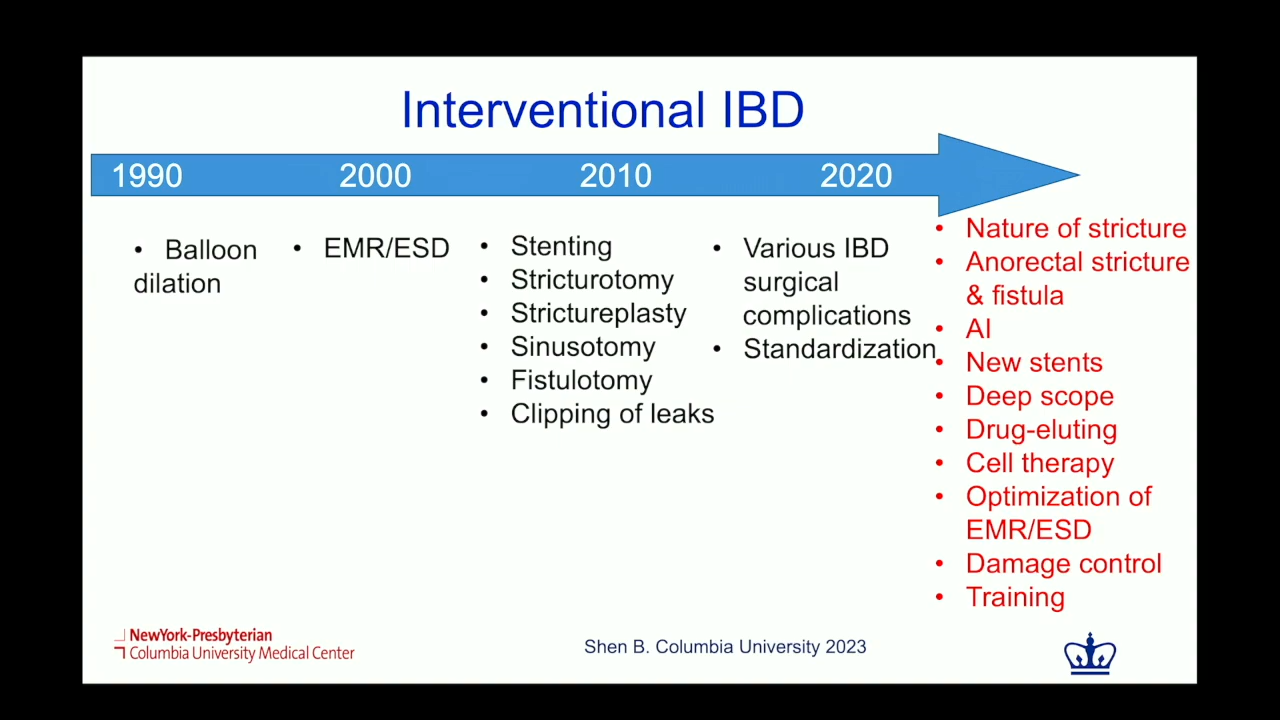 Interventional IBD
1990
2000
2010
2020
• Balloon
dilation
• EMR/ESD
• Stenting
• Stricturotomy
• Strictureplasty
• Sinusotomy
• Fistulotomy
• Clipping of leaks
• Various IBD
surgical
complications
• Standardization
• Nature of stricture
• Anorectal stricture
& fistula
• AI
• New stents
• Deep scope
• Drug-eluting
• Cell therapy
• Optimization of
EMR/ESD
• Damage control
• Training
NewYork-Presbyterian
Columbia University Medical Center
Shen B. Columbia University 2023